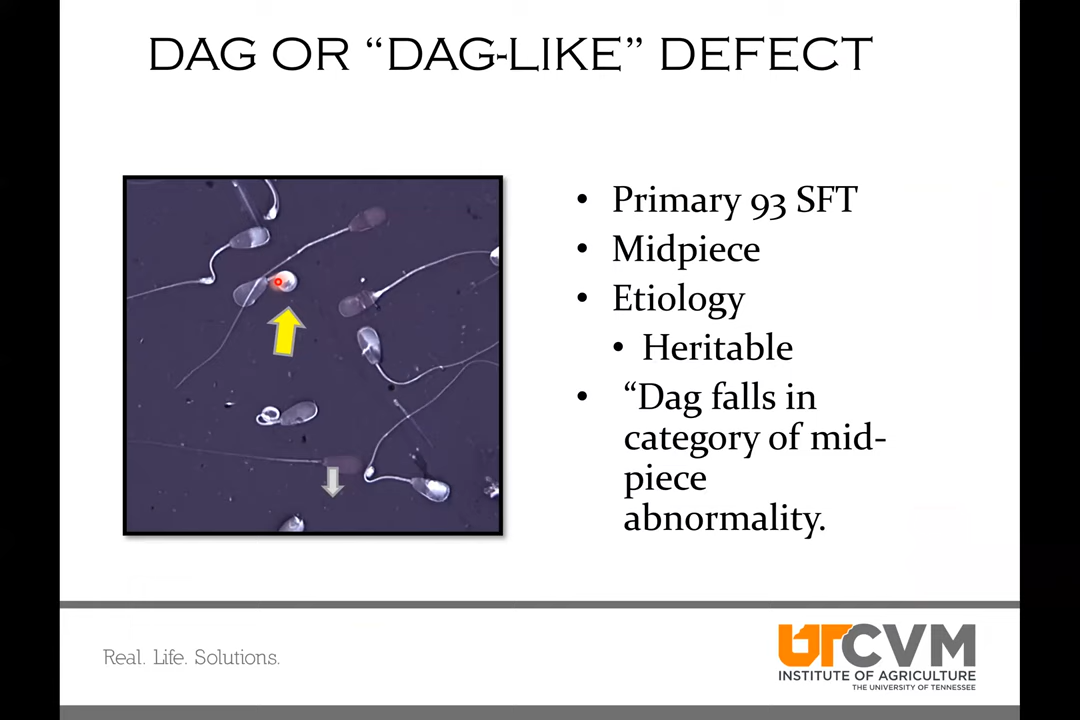 DAG OR “DAG-LIKE” DEFECT
• Primary 93 SFT
• Midpiece
• Etiology
• Heritable
• “Dag falls in
category of mid-
piece
abnormality.
Real. Life. Solutions.
UTCVM
INSTITUTE OF AGRICULTURE
THE UNIVERSITY OF TENNESSEE